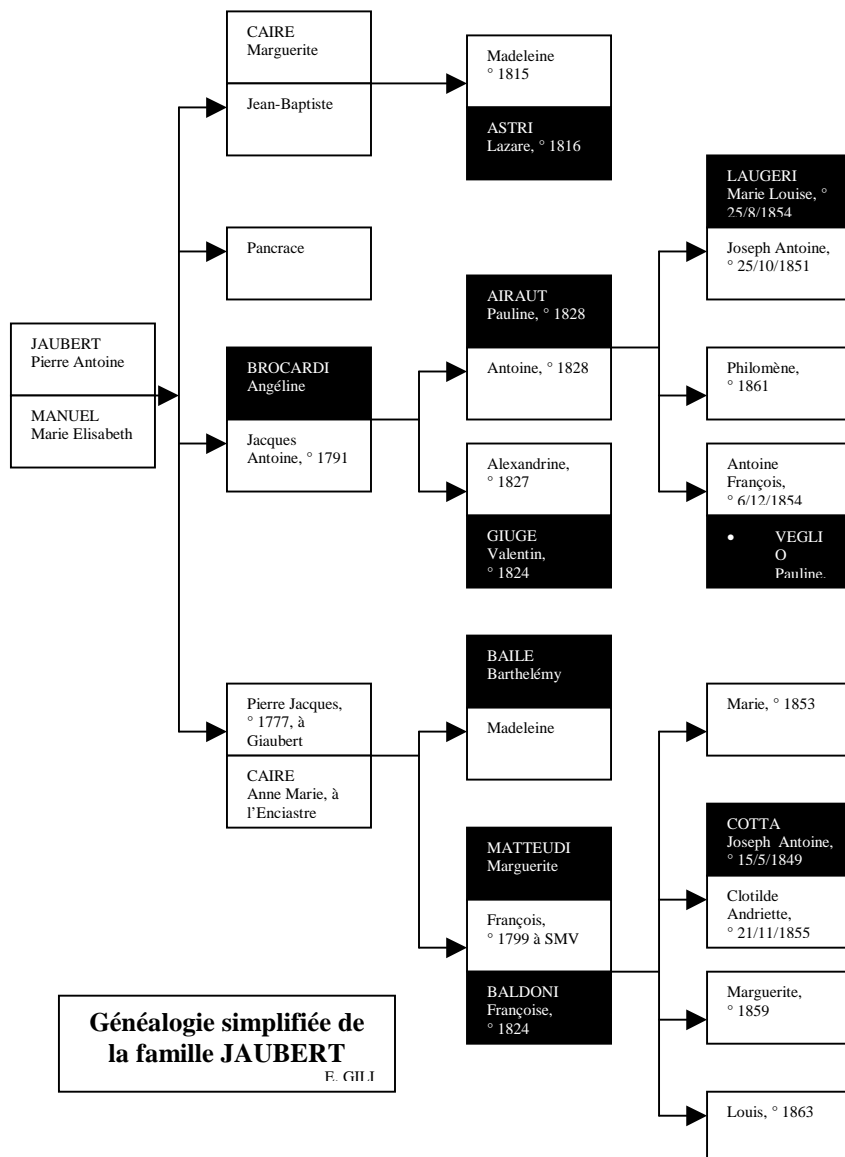 CAIRE
Marguerite
Jean-Baptiste
Pancrace
JAUBERT
Pierre Antoine
MANUEL
Marie Elisabeth
BROCARDI
Angéline
Jacques
Antoine, ° 1791
Pierre Jacques,
° 1777, à
Giaubert
CAIRE
Anne Marie, à
l’Enciastre
Madeleine
° 1815
ASTRI
Lazare, ° 1816
AIRAUT
Pauline, ° 1828
Antoine, ° 1828
Alexandrine,
° 1827
GIUGE
Valentin,
° 1824
BAILE
Barthelémy
Madeleine
MATTEUDI
Marguerite
François,
° 1799 à SMV
BALDONI
Françoise,
° 1824
LAUGERI
Marie Louise, °
25/8/1854
Joseph Antoine,
° 25/10/1851
Philomène,
° 1861
Antoine
François,
° 6/12/1854
• VEGLI
O
Pauline,
Marie, ° 1853
COTTA
Joseph Antoine,
° 15/5/1849
Clotilde
Andriette,
° 21/11/1855
Marguerite,
° 1859
Louis, ° 1863
Généalogie simplifiée de
la famille JAUBERT
E. GILI